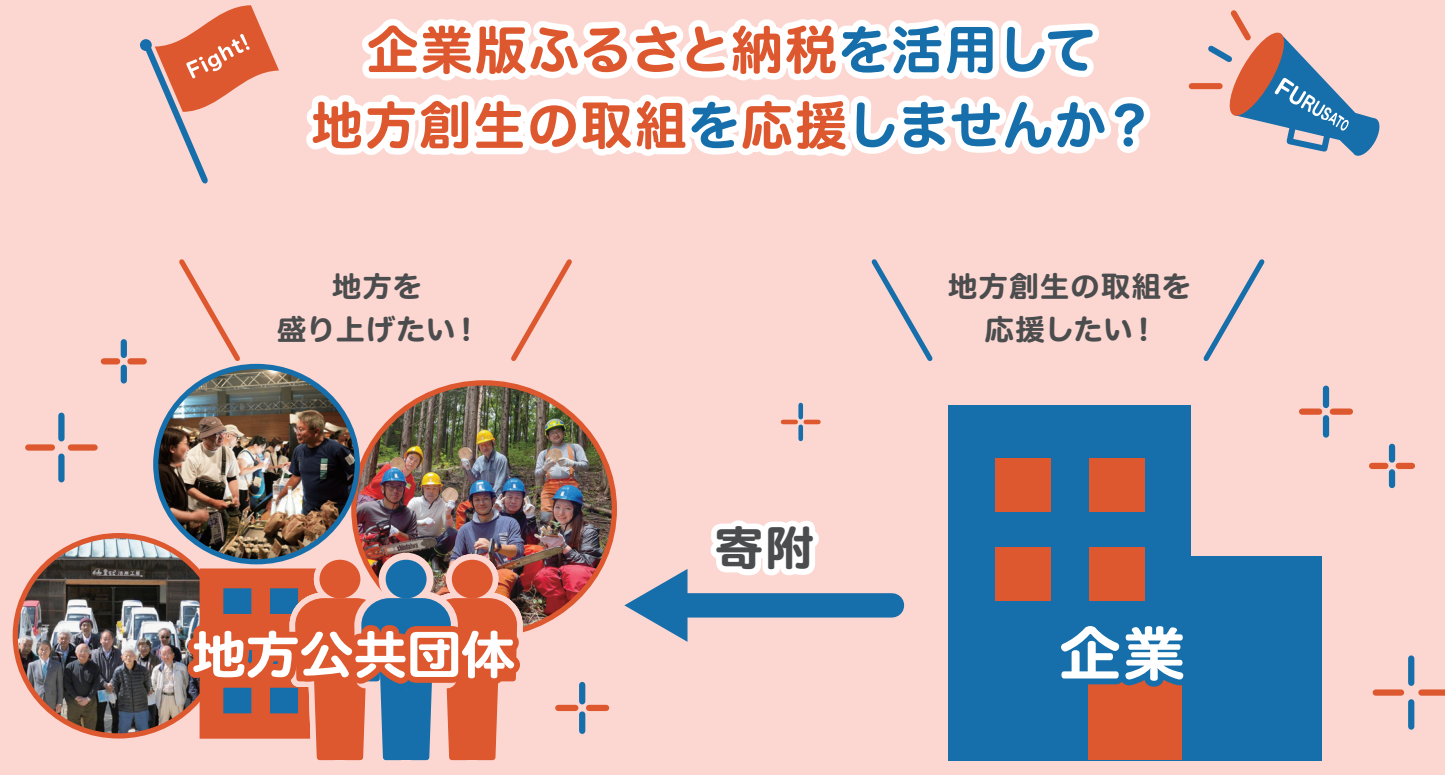 Fight!
企業版ふるさと納税を活用して
地方創生の取組を応援しませんか？
FURUSATO
地方を
盛り上げたい！
地方創生の取組を
応援したい！
寄附
地方公共団体
企業